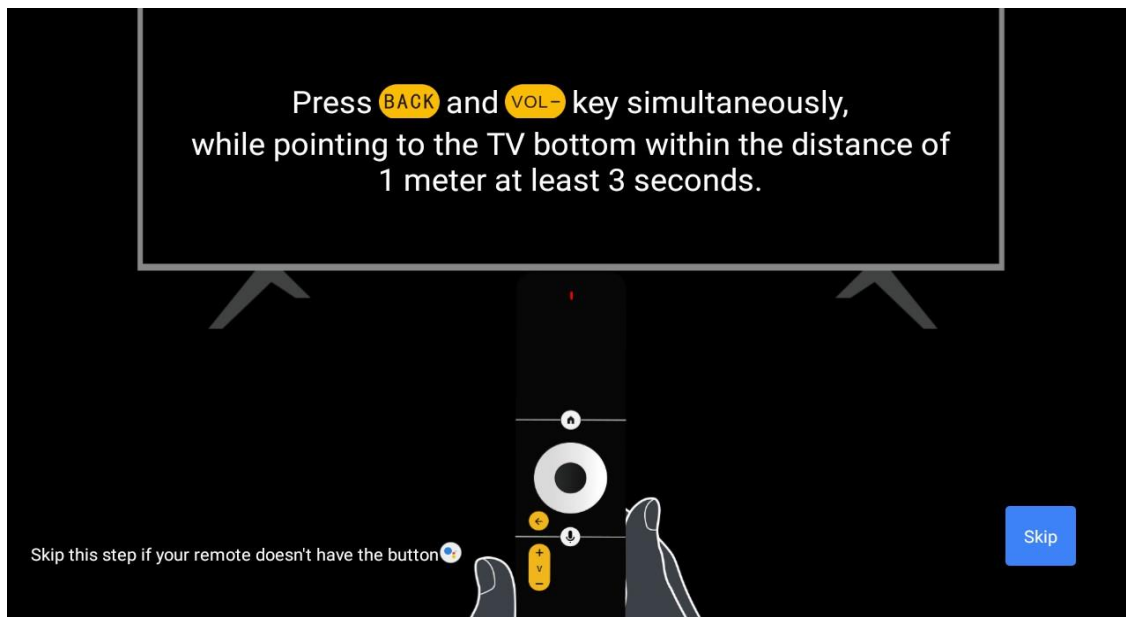 Press BACK and VOL- key simultaneously,
while pointing to the TV bottom within the distance of
1 meter at least 3 seconds.
+
v
-
Skip this step if your remote doesn't have the button
Skip